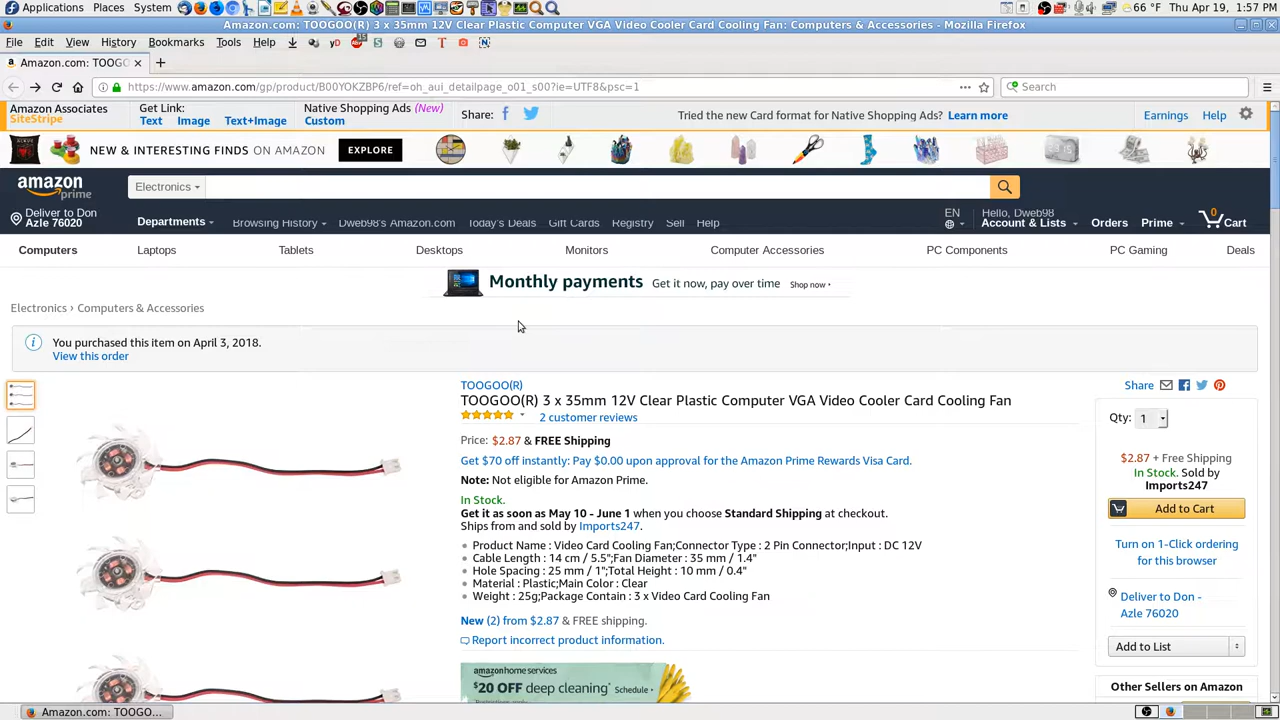 Applications Places System 66 °F Thu Apr 19, 1:57 PM
Amazon.com: TOOGOO(R) 3 x 35mm 12V Clear Plastic Computer VGA Video Cooler Card Cooling Fan: Computers & Accessories - Mozilla Firefox
File Edit View History Bookmarks Tools Help
Amazon.com: TOOG
https://www.amazon.com/gp/product/B00YOKZBP6/ref=oh_aui_detailpage_o01_s00?ie=UTF8&psc=1
Search
Amazon Associates
SiteStripe
Get Link:
Text Image Text+Image
Native Shopping Ads (New)
Custom
Share:
Tried the new Card format for Native Shopping Ads? Learn more
Earnings Help
NEW & INTERESTING FINDS ON AMAZON EXPLORE
amazon prime
Electronics
Deliver to Don
Azle 76020
Departments Browsing History Dweb98's Amazon.com Today's Deals Gift Cards Registry Sell Help
EN
Hello, Dweb98
Account & Lists Orders Prime 0 Cart
Computers Laptops Tablets Desktops Monitors Computer Accessories PC Components PC Gaming Deals
Monthly payments Get it now, pay over time Shop now ›
Electronics › Computers & Accessories
You purchased this item on April 3, 2018.
View this order
TOOGOO(R)
TOOGOO(R) 3 x 35mm 12V Clear Plastic Computer VGA Video Cooler Card Cooling Fan
2 customer reviews
Price: $2.87 & FREE Shipping
Get $70 off instantly: Pay $0.00 upon approval for the Amazon Prime Rewards Visa Card.
Note: Not eligible for Amazon Prime.
In Stock.
Get it as soon as May 10 - June 1 when you choose Standard Shipping at checkout.
Ships from and sold by Imports247.
Product Name : Video Card Cooling Fan;Connector Type : 2 Pin Connector;Input : DC 12V
Cable Length : 14 cm / 5.5";Fan Diameter : 35 mm / 1.4"
Hole Spacing : 25 mm / 1";Total Height : 10 mm / 0.4"
Material : Plastic;Main Color : Clear
Weight : 25g;Package Contain : 3 x Video Card Cooling Fan
New (2) from $2.87 & FREE shipping.
Report incorrect product information.
amazonhome services
$20 OFF deep cleaning* Schedule ›
Share
Qty: 1
$2.87 + Free Shipping
In Stock. Sold by
Imports247
Add to Cart
Turn on 1-Click ordering
for this browser
Deliver to Don -
Azle 76020
Add to List
Other Sellers on Amazon
Amazon.com: TOOGO...